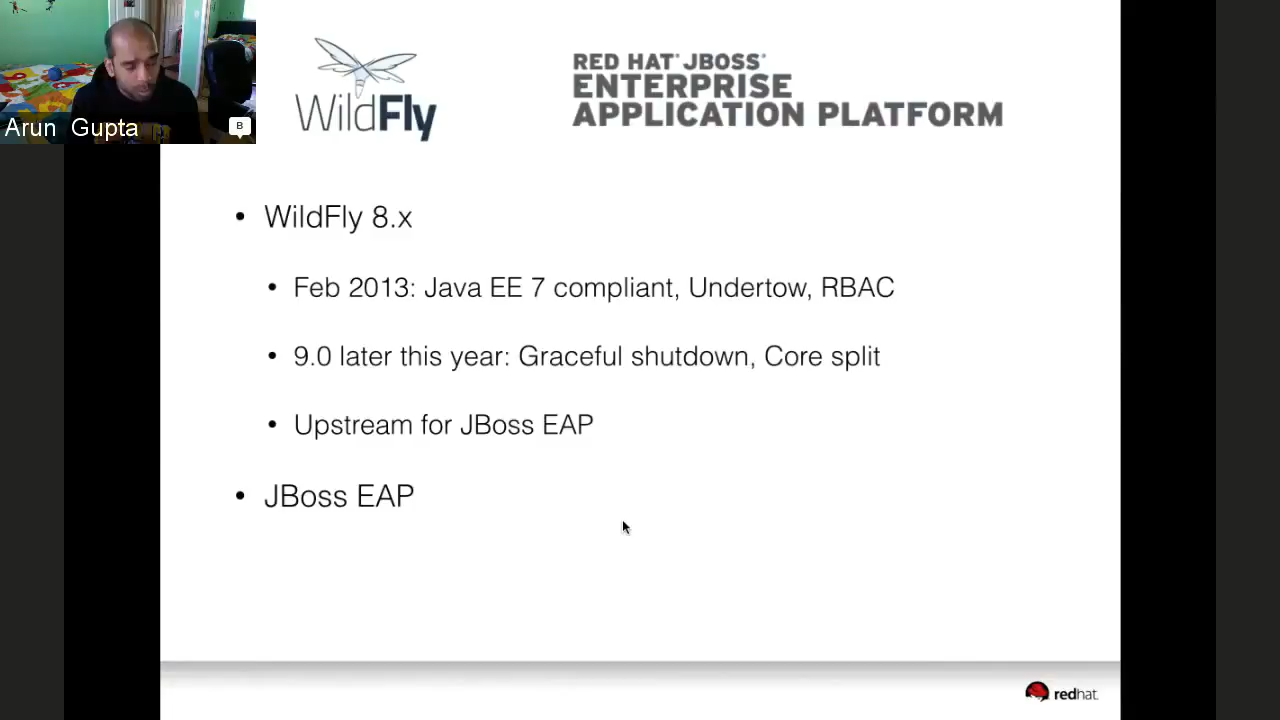 Arun Gupta
B
WildFly
RED HAT® JBOSS®
ENTERPRISE
APPLICATION PLATFORM
• WildFly 8.x
• Feb 2013: Java EE 7 compliant, Undertow, RBAC
• 9.0 later this year: Graceful shutdown, Core split
• Upstream for JBoss EAP
• JBoss EAP
redhat.